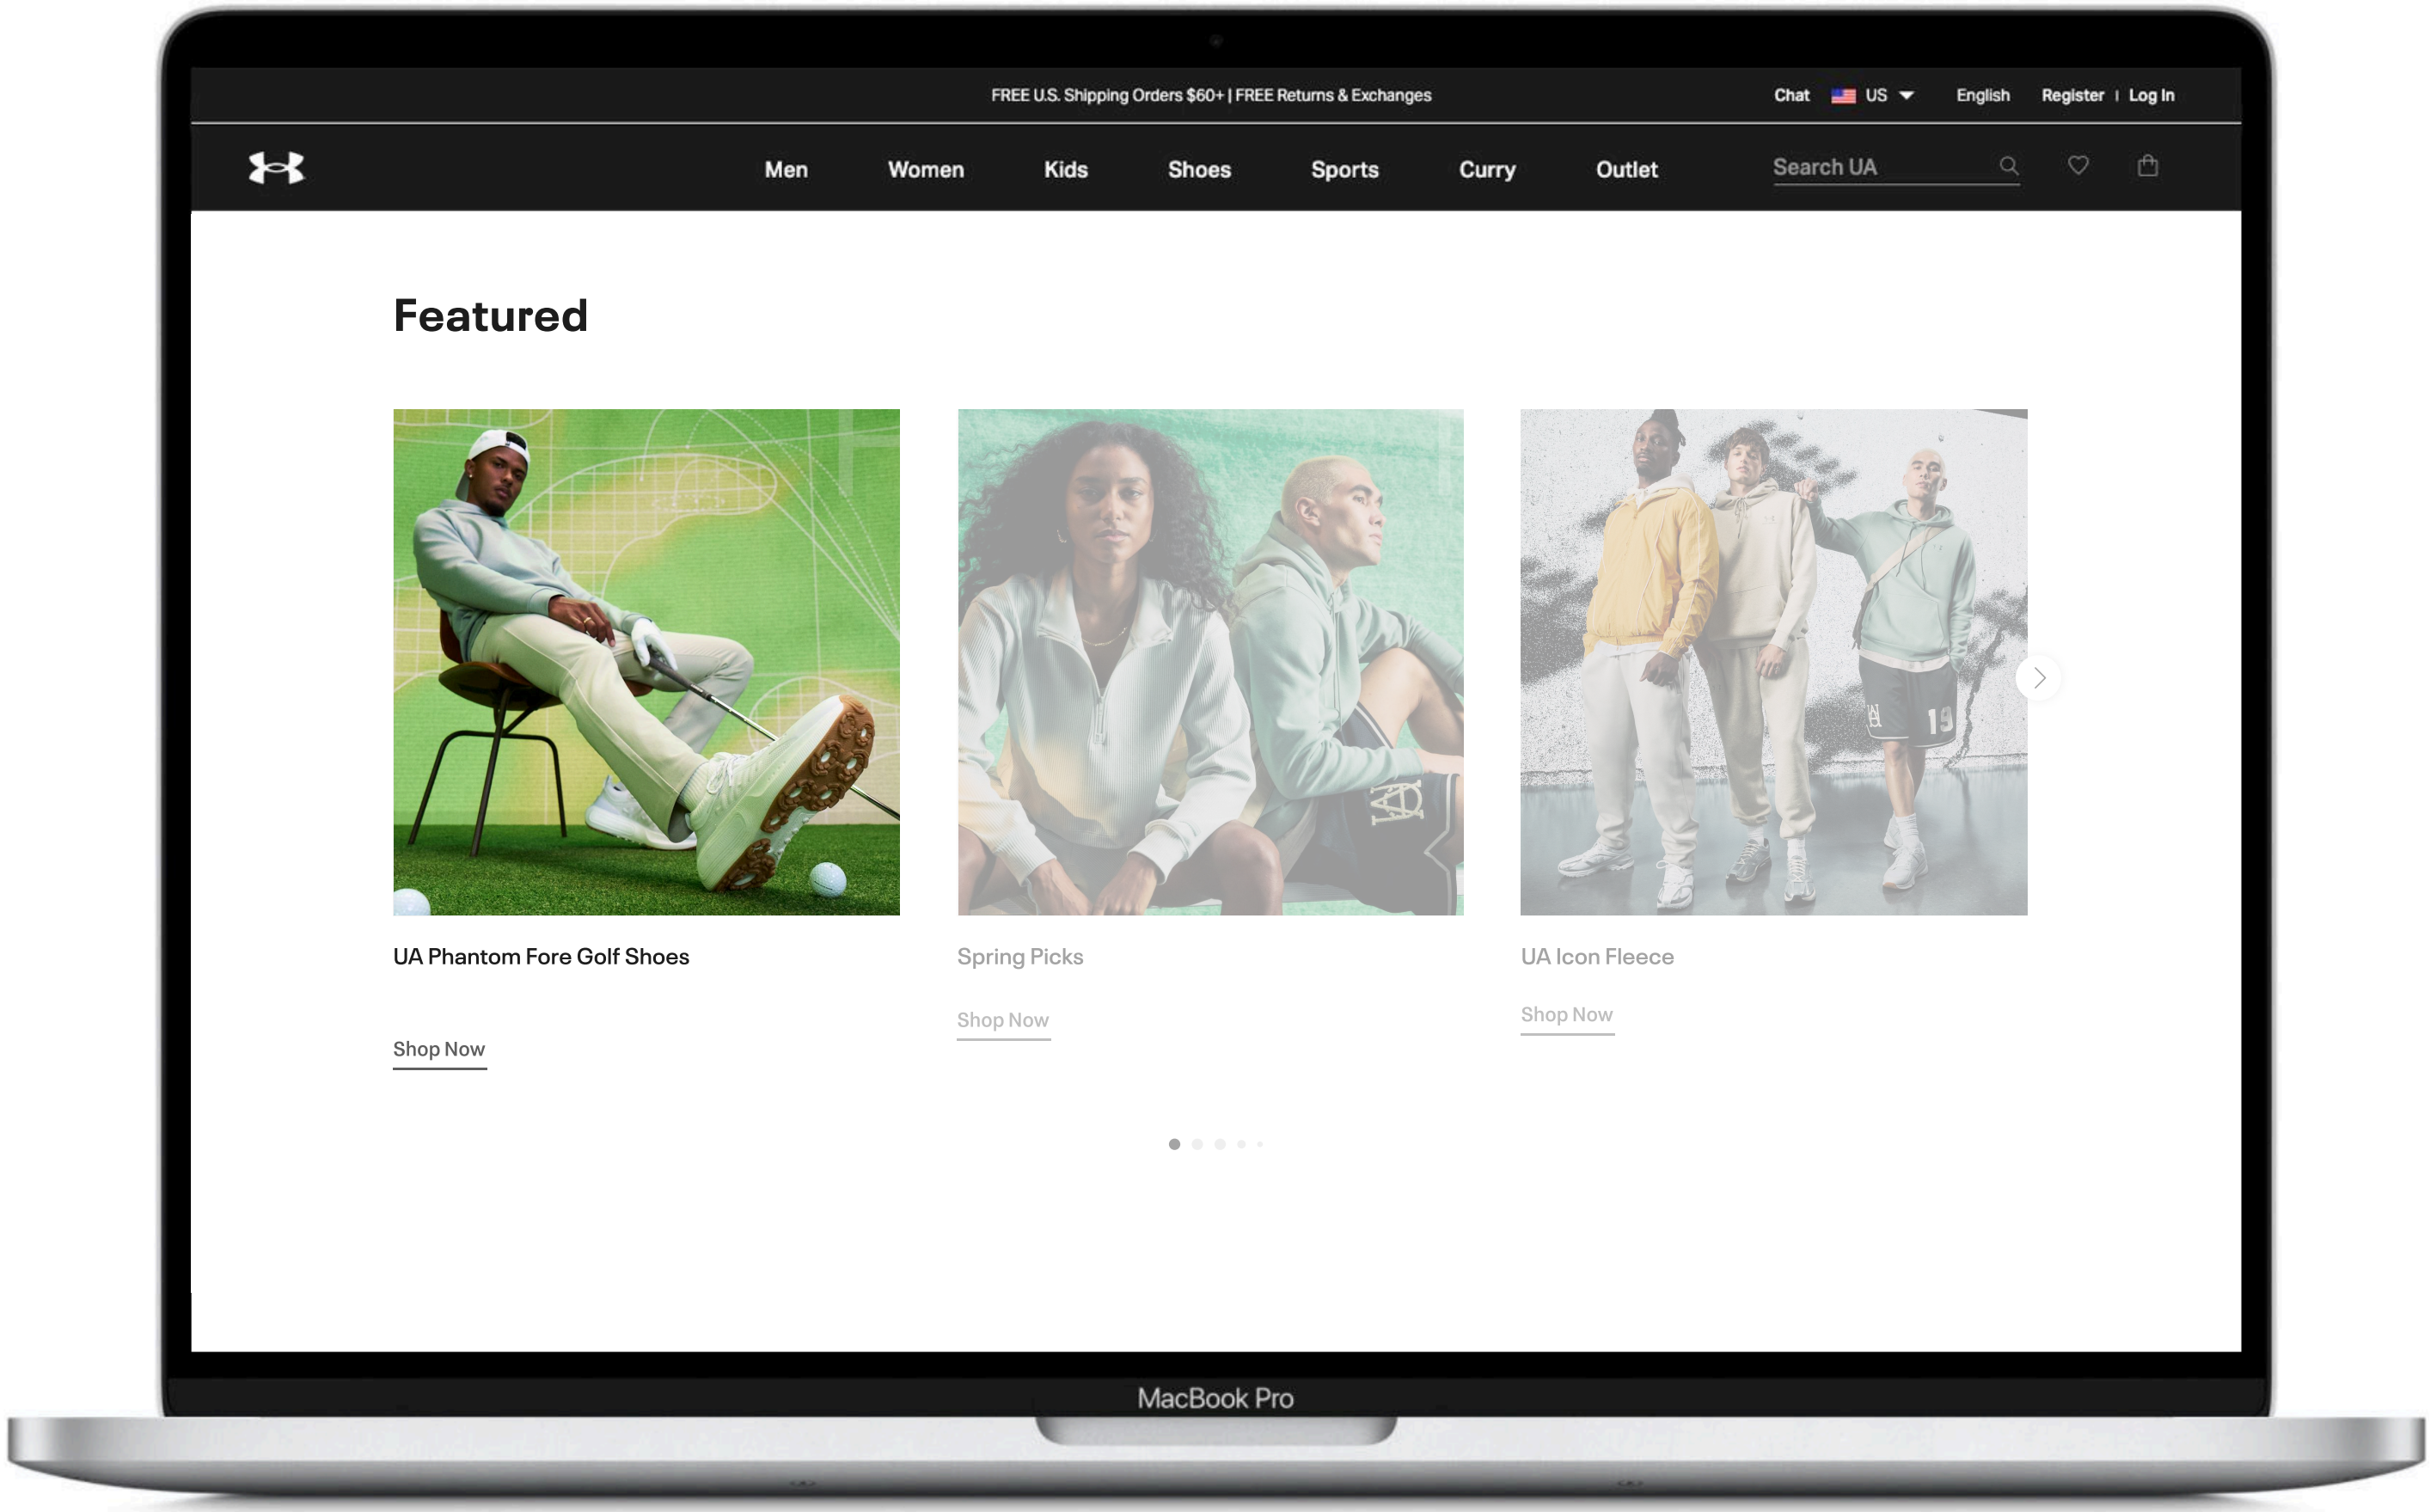 FREE U.S. Shipping Orders $60+ | FREE Returns & Exchanges
Chat US English Register | Log In
Men Women Kids Shoes Sports Curry Outlet Search UA
Featured
19
UA Phantom Fore Golf Shoes
Spring Picks
UA Icon Fleece
Shop Now
Shop Now
Shop Now
MacBook Pro